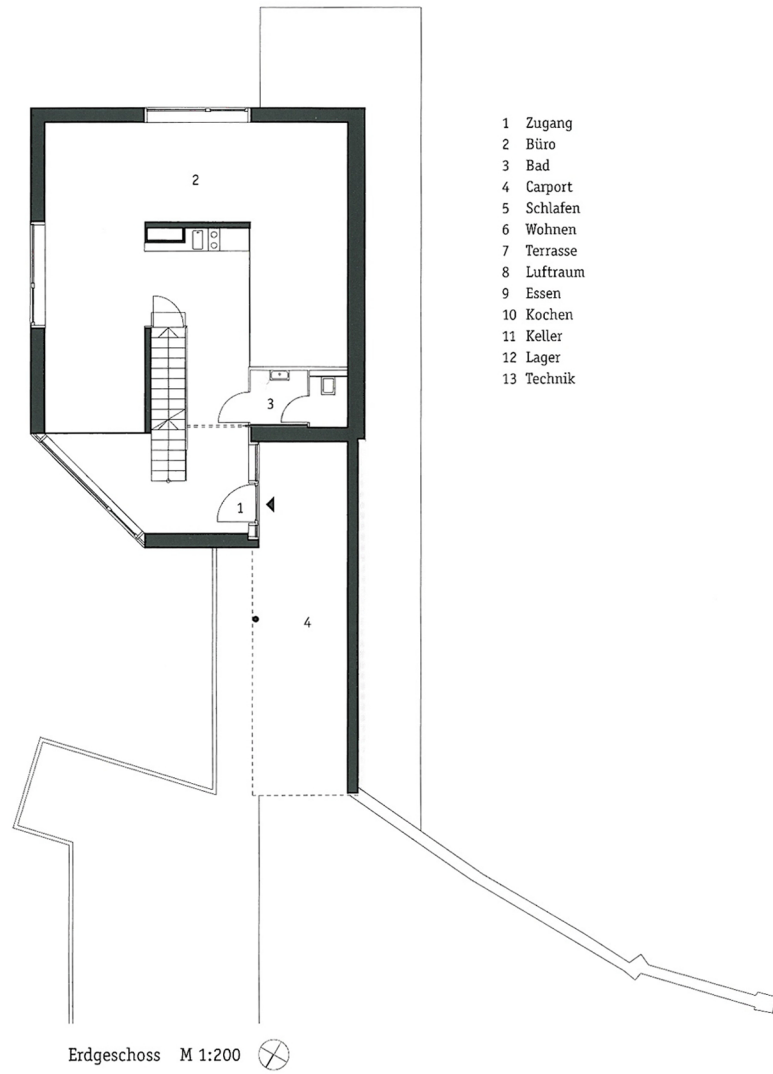 2
3
1
4
1 Zugang
2 Büro
3 Bad
4 Carport
5 Schlafen
6 Wohnen
7 Terrasse
8 Luftraum
9 Essen
10 Kochen
11 Keller
12 Lager
13 Technik
Erdgeschoss M 1:200